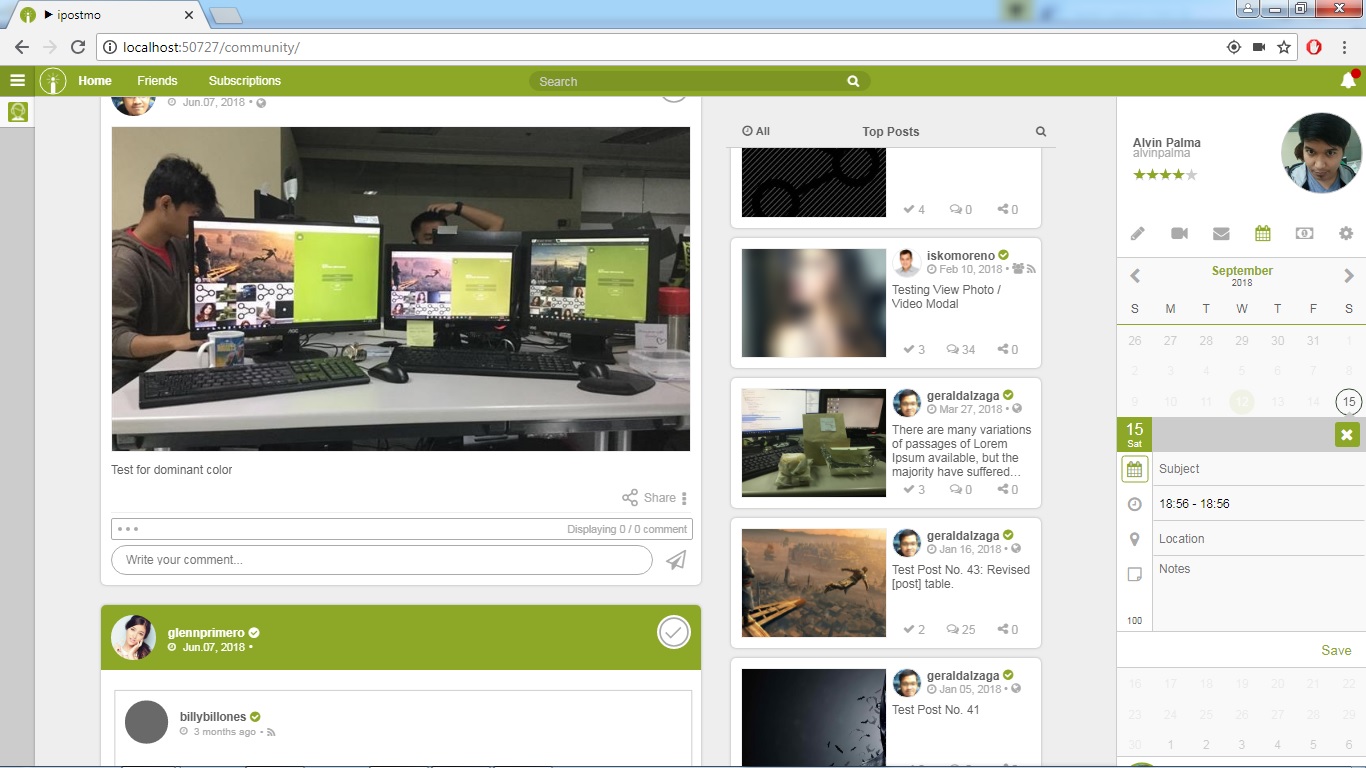 ipostmo
localhost:50727/community/
Home
Friends
Subscriptions
Search
Jun.07, 2018 •
Test for dominant color
Share
Displaying 0 / 0 comment
Write your comment...
glennprimero
Jun.07, 2018 •
billybillones
3 months ago •
All
Top Posts
4
0
0
iskomoreno
Feb 10, 2018 •
Testing View Photo /
Video Modal
3
34
0
geraldalzaga
Mar 27, 2018 •
There are many variations
of passages of Lorem
Ipsum available, but the
majority have suffered...
3
0
0
geraldalzaga
Jan 16, 2018 •
Test Post No. 43: Revised
[post] table.
2
25
0
geraldalzaga
Jan 05, 2018 •
Test Post No. 41
Alvin Palma
alvinpalma
September
2018
S M T W T F S
26 27 28 29 30 31 1
2 3 4 5 6 7 8
9 10 11 12 13 14 15
15
Sat
Subject
18:56 - 18:56
Location
Notes
100
Save
16 17 18 19 20 21 22
23 24 25 26 27 28 29
30 1 2 3 4 5 6